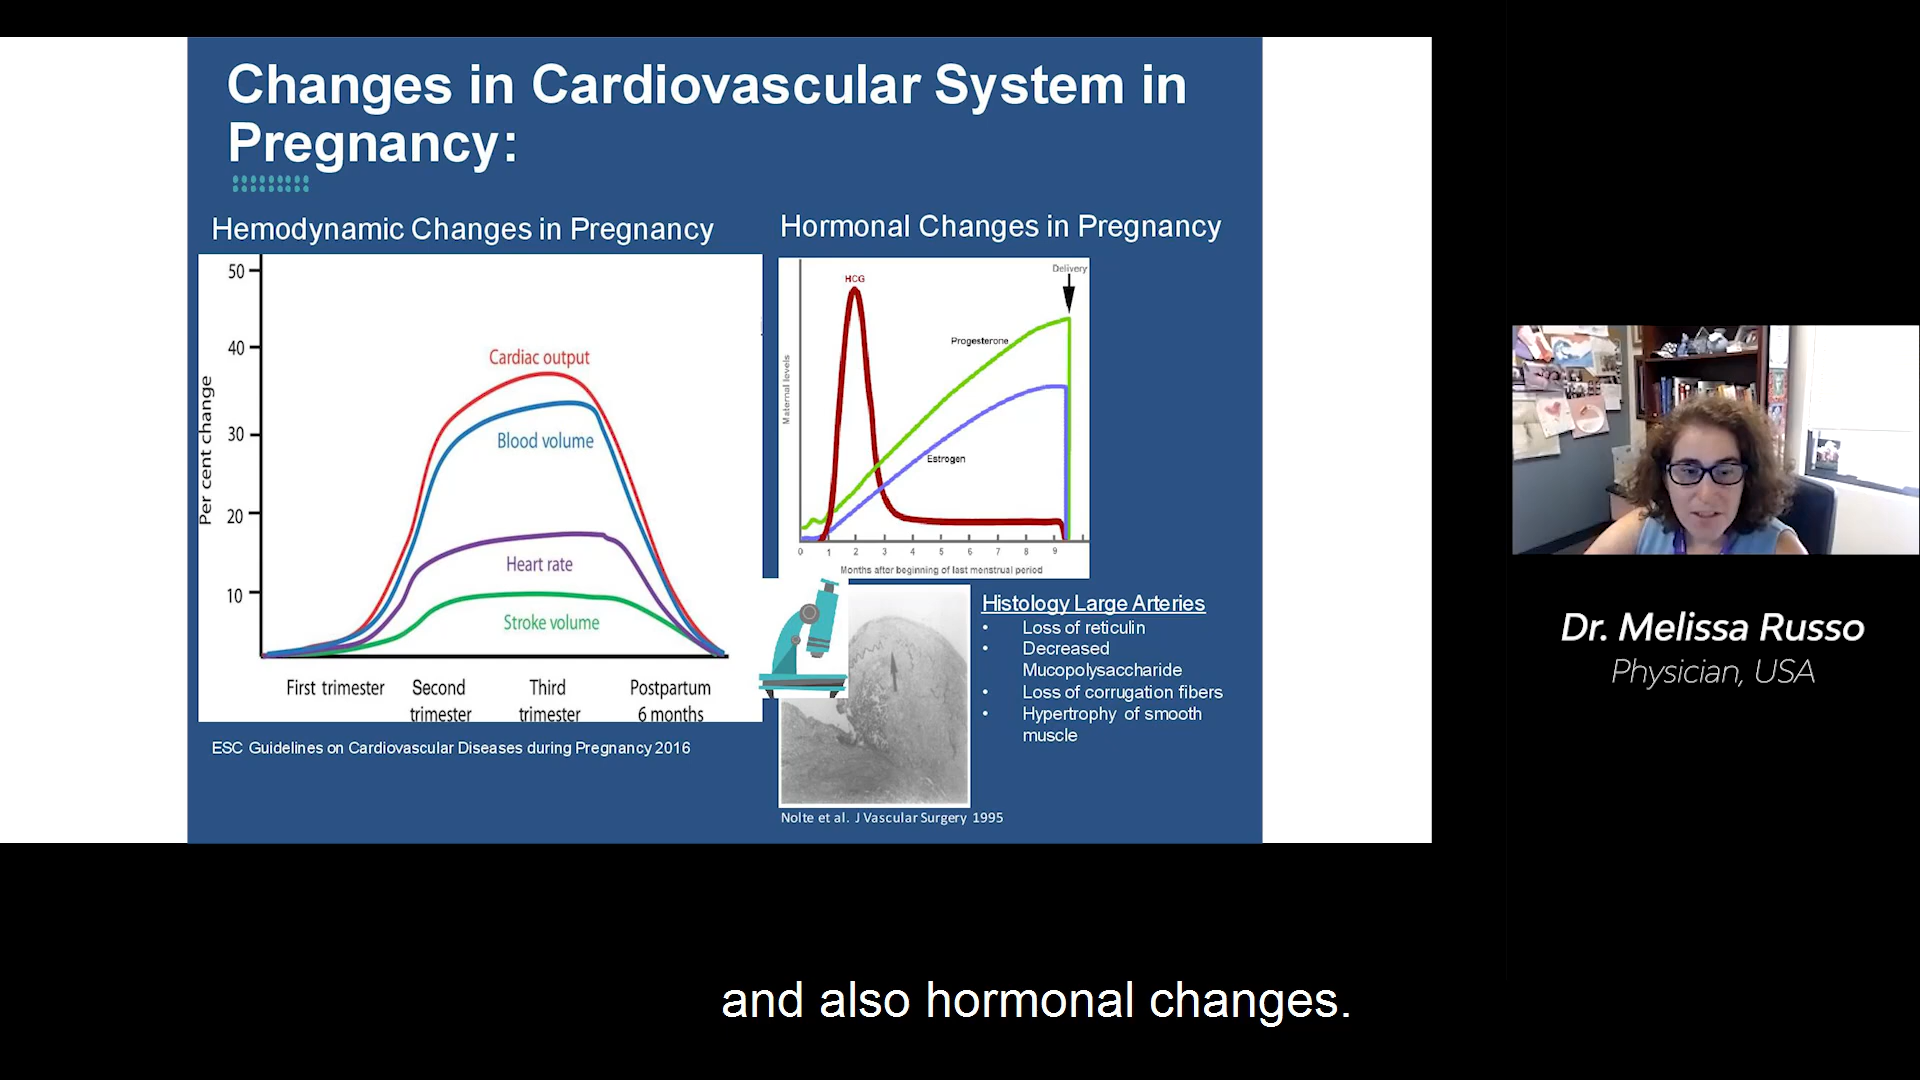 Changes in Cardiovascular System in
Pregnancy:
Hemodynamic Changes in Pregnancy
50
40
30
20
10
Per cent change
Cardiac output
Blood volume
Heart rate
Stroke volume
First trimester
Second
trimester
Third
trimester
Postpartum
6 months
ESC Guidelines on Cardiovascular Diseases during Pregnancy 2016
Hormonal Changes in Pregnancy
HCG
Delivery
Progesterone
Estrogen
Maternal levels
0 1 2 3 4 5 6 7 8 9
Months after beginning of last menstrual period
Histology Large Arteries
• Loss of reticulin
• Decreased
Mucopolysaccharide
• Loss of corrugation fibers
• Hypertrophy of smooth
muscle
Nolte et al. J Vascular Surgery 1995
Dr. Melissa Russo
Physician, USA
and also hormonal changes.